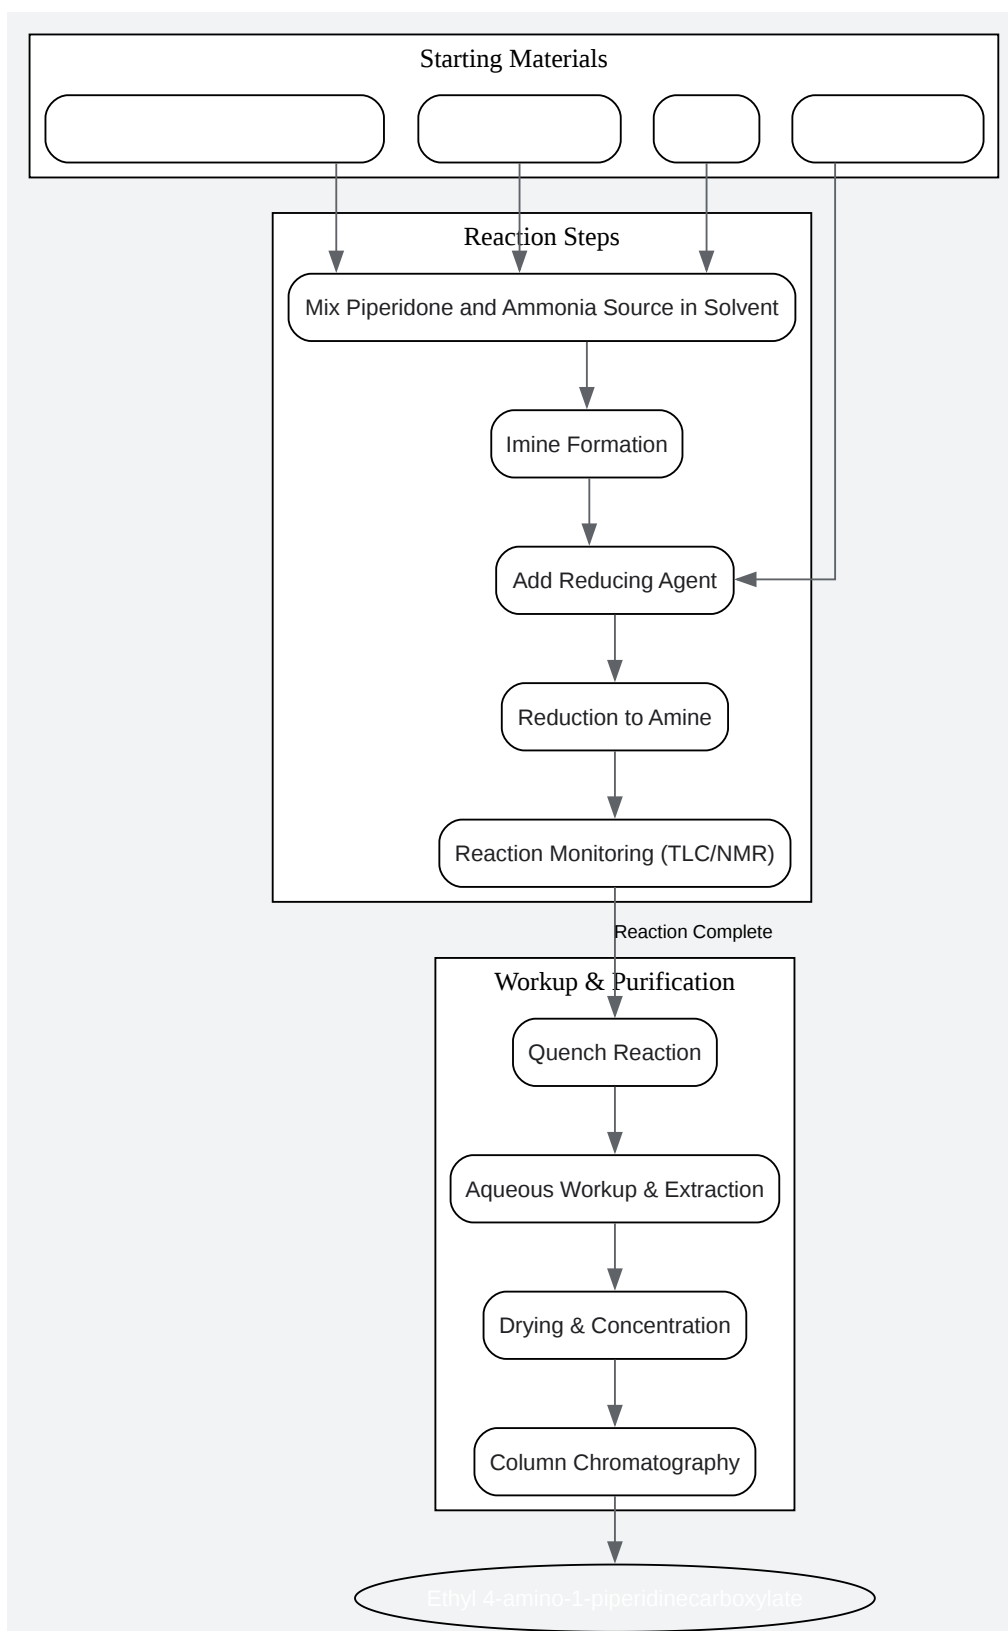 Starting Materials
Reaction Steps
Mix Piperidone and Ammonia Source in Solvent
Imine Formation
Add Reducing Agent
Reduction to Amine
Reaction Monitoring (TLC/NMR)
Reaction Complete
Workup & Purification
Quench Reaction
Aqueous Workup & Extraction
Drying & Concentration
Column Chromatography
Ethyl 4-amino-1-piperidinecarboxylate